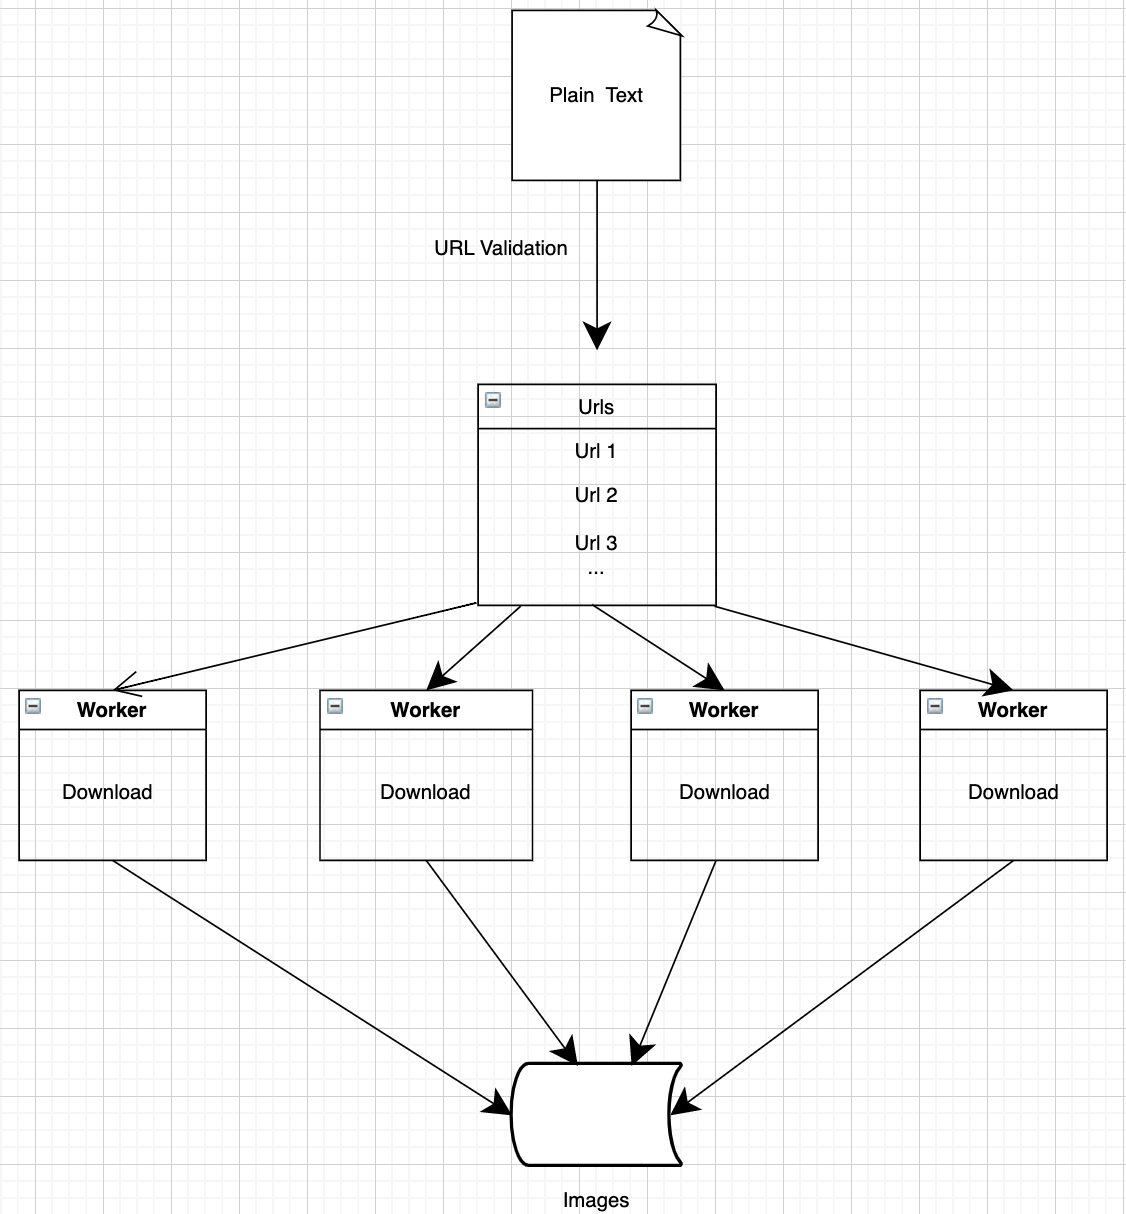 Plain  Text
URL Validation
Urls
Url 1
Url 2
Url 3
...
Worker
Worker
Worker
Worker
Download
Download
Download
Download
Images